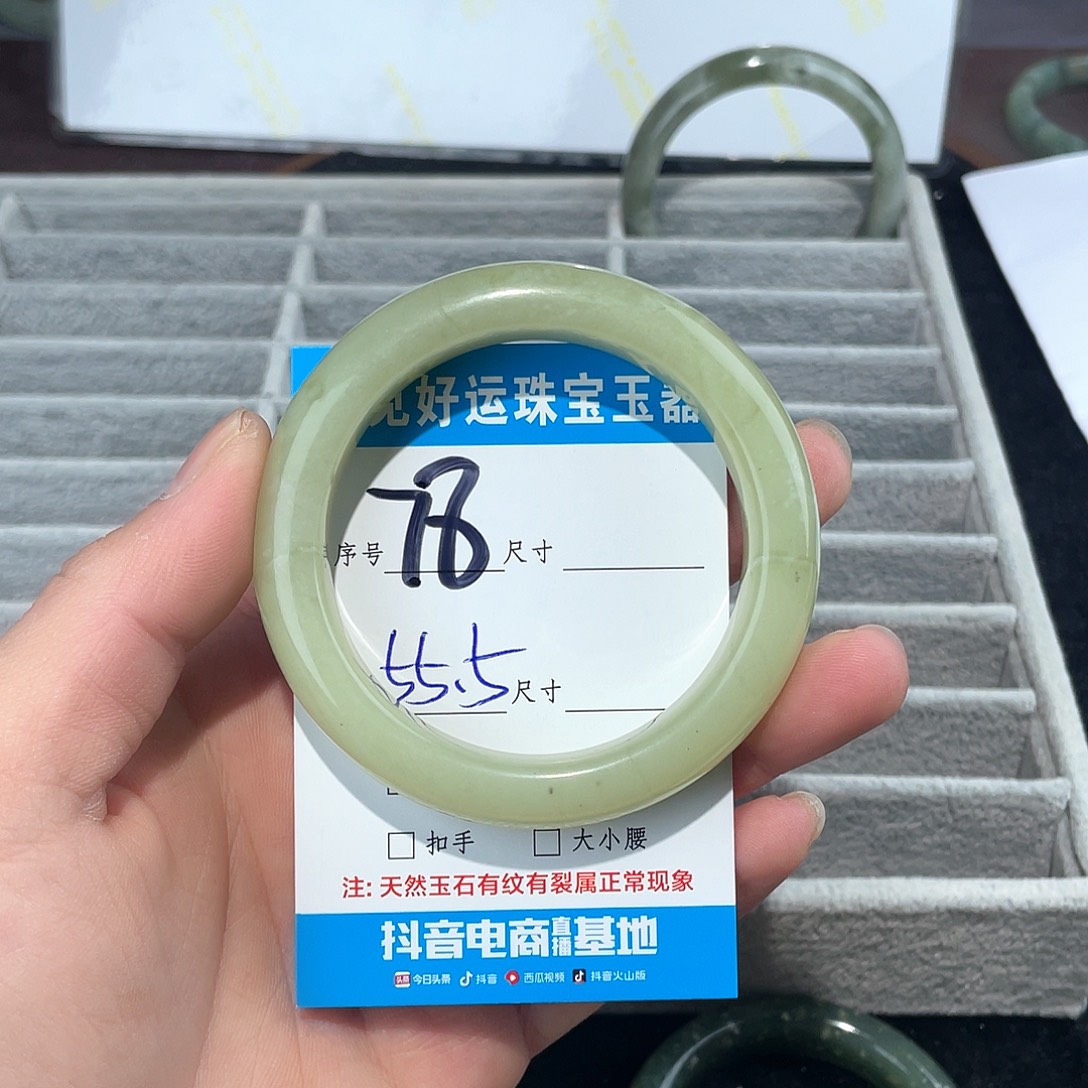 好运珠宝玉器
序号 78 尺寸
55.5 尺寸
扣手 大小腰
注: 天然玉石有纹有裂属正常现象
抖音电商直播基地
头条 今日头条 抖音 西瓜视频 抖音火山版